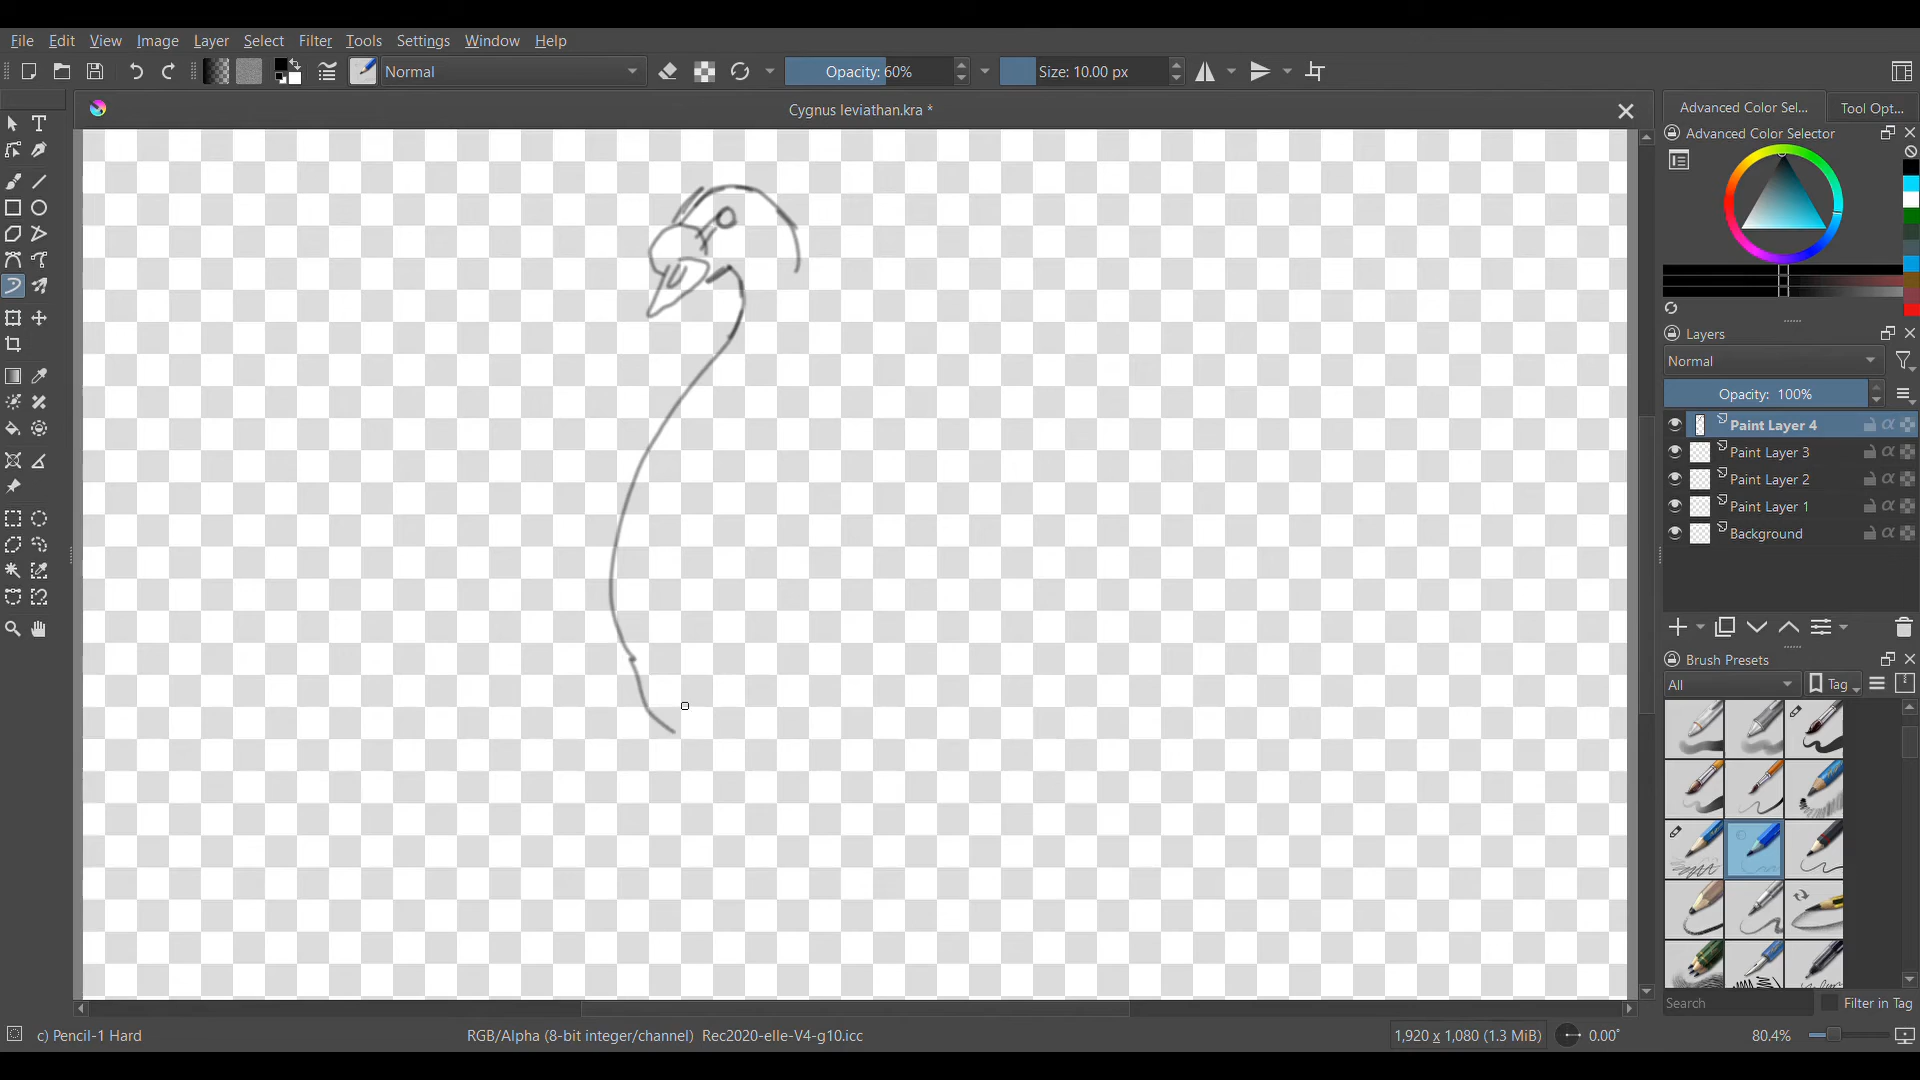 File Edit View Image Layer Select Filter Tools Settings Window Help
Normal Opacity: 60% Size: 10.00 px
Cygnus leviathan.kra *
Advanced Color Sel... Tool Opt...
Advanced Color Selector
Layers
Normal
Opacity: 100%
Paint Layer 4
Paint Layer 3
Paint Layer 2
Paint Layer 1
Background
Brush Presets
All Tag
Search Filter in Tag
c) Pencil-1 Hard RGB/Alpha (8-bit integer/channel) Rec2020-elle-V4-g10.icc 1,920 x 1,080 (1.3 MiB) 0.00° 80.4%